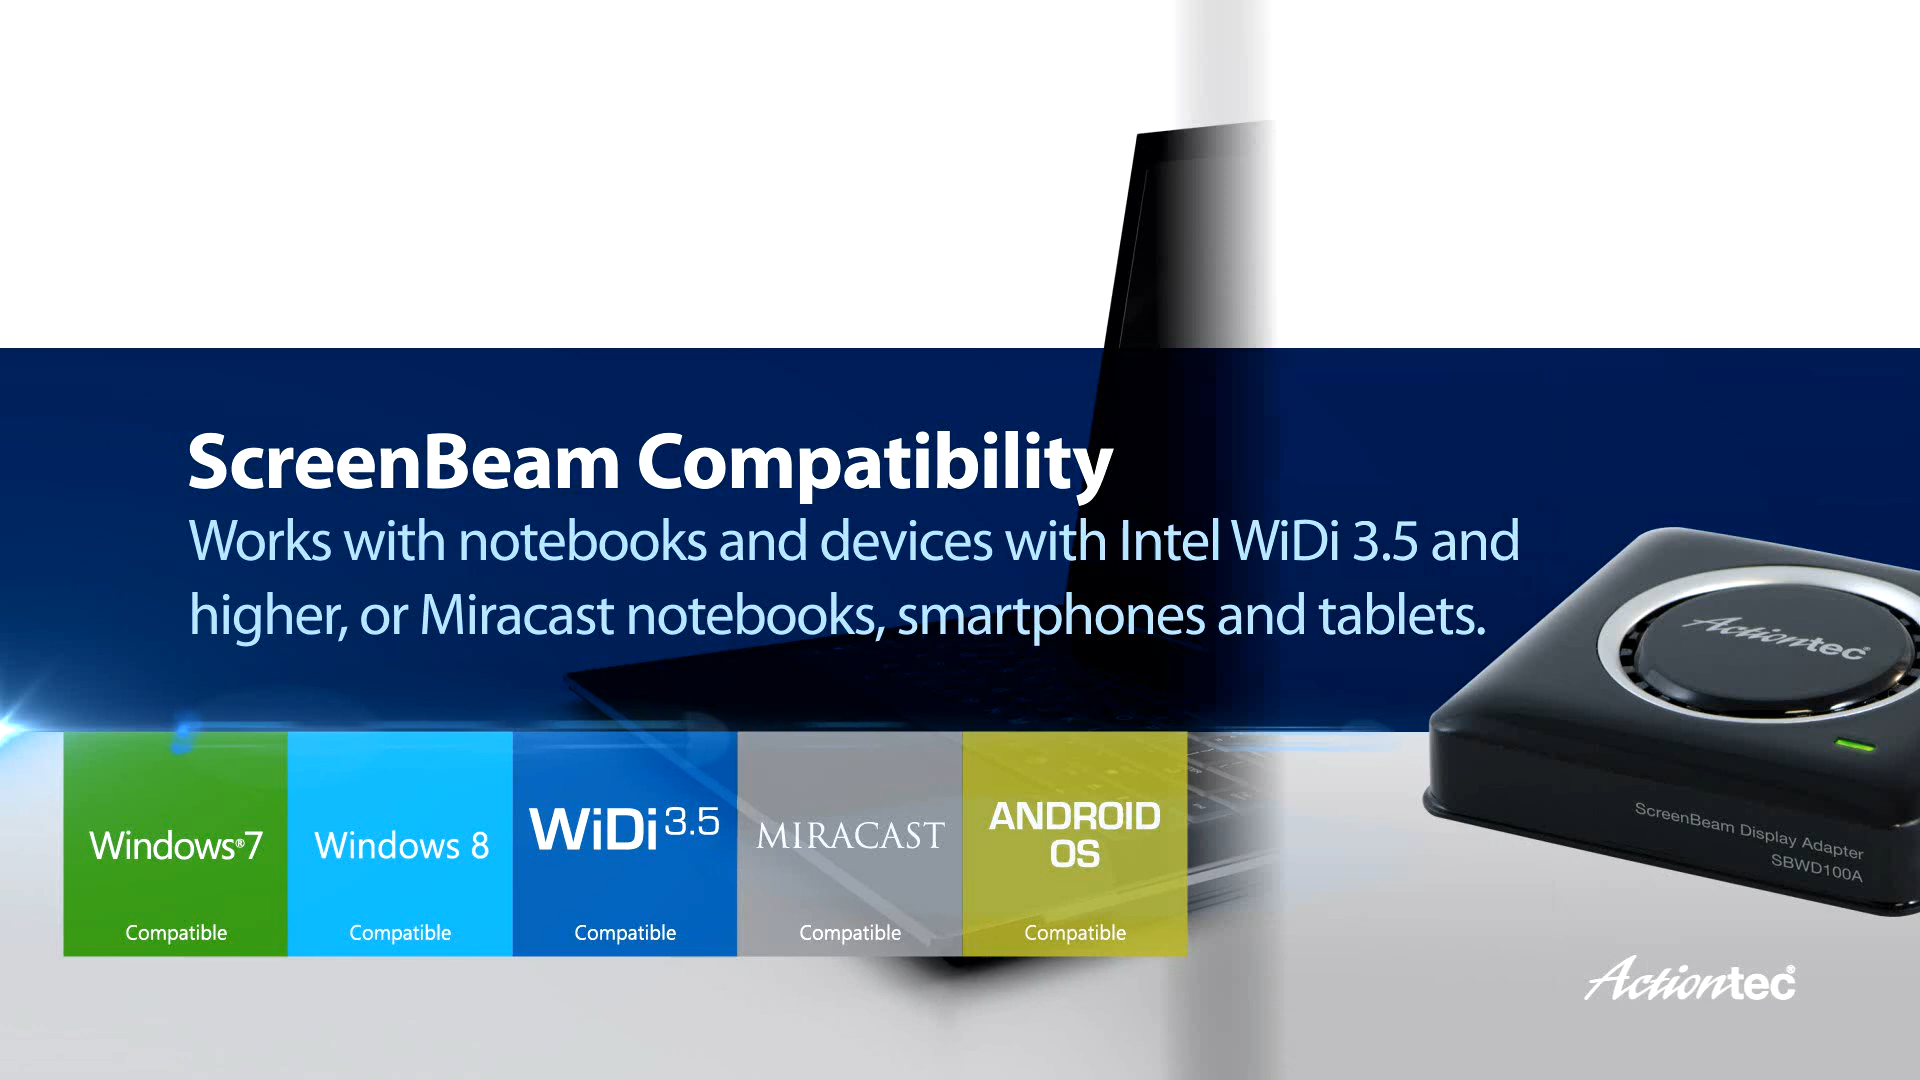 ScreenBeam Compatibility
Works with notebooks and devices with Intel WiDi 3.5 and
higher, or Miracast notebooks, smartphones and tablets.
Actiontec®
ScreenBeam Display Adapter
SBWD100A
Windows®7
Compatible
Windows 8
Compatible
WiDi 3.5
Compatible
MIRACAST
Compatible
ANDROID
OS
Compatible
Actiontec®